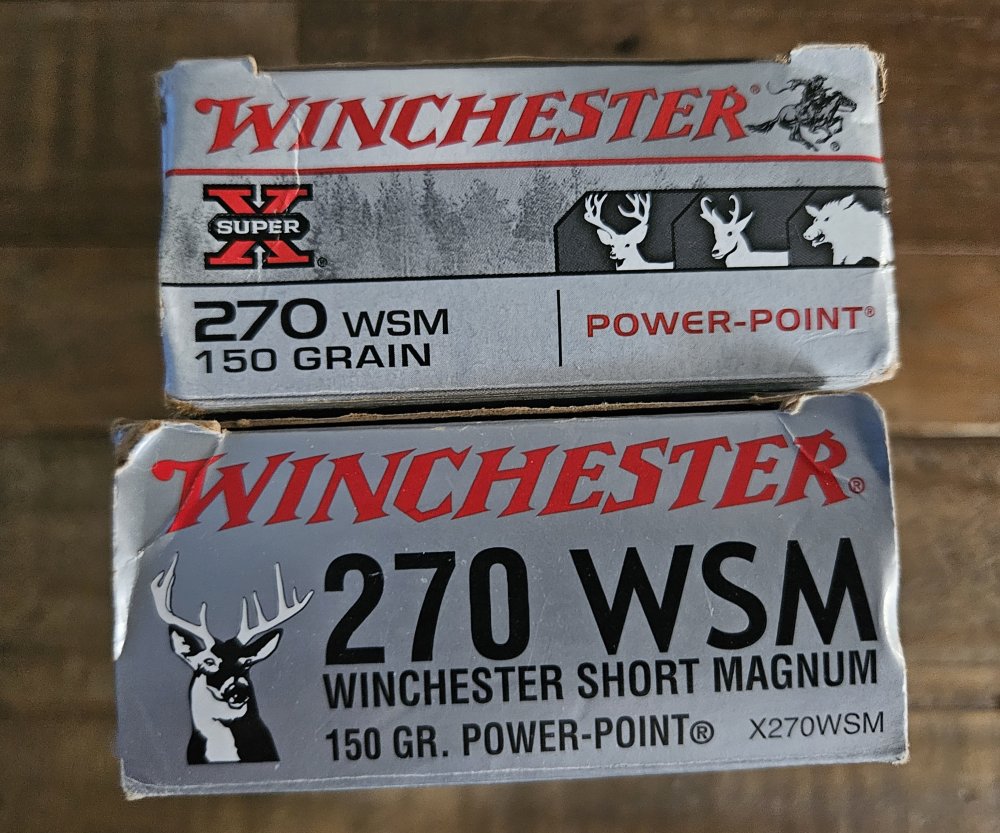 WINCHESTER®
X
SUPER®
270 WSM
150 GRAIN
POWER-POINT®
WINCHESTER®
270 WSM
WINCHESTER SHORT MAGNUM
150 GR. POWER-POINT® X270WSM